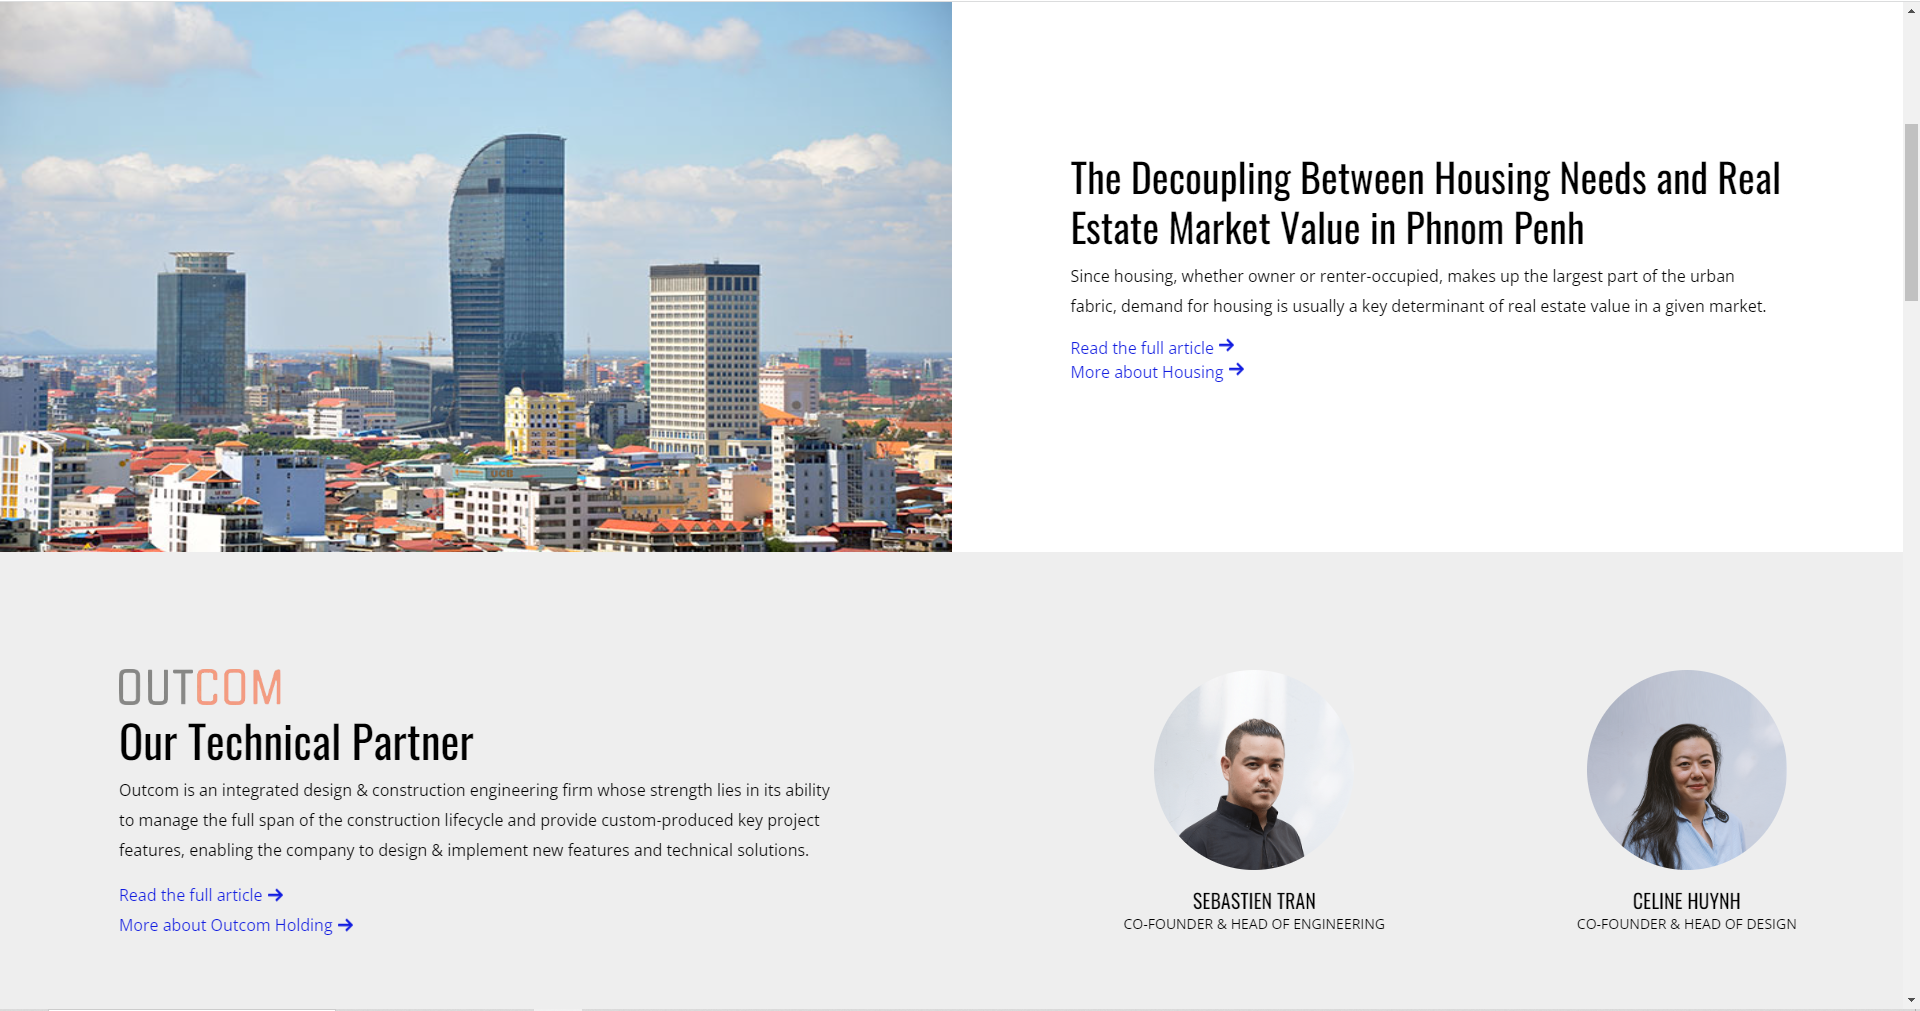 The Decoupling Between Housing Needs and Real
Estate Market Value in Phnom Penh
Since housing, whether owner or renter-occupied, makes up the largest part of the urban
fabric, demand for housing is usually a key determinant of real estate value in a given market.
Read the full article
More about Housing
OUTCOM
Our Technical Partner
Outcom is an integrated design & construction engineering firm whose strength lies in its ability
to manage the full span of the construction lifecycle and provide custom-produced key project
features, enabling the company to design & implement new features and technical solutions.
Read the full article
More about Outcom Holding
SEBASTIEN TRAN
CO-FOUNDER & HEAD OF ENGINEERING
CELINE HUYNH
CO-FOUNDER & HEAD OF DESIGN